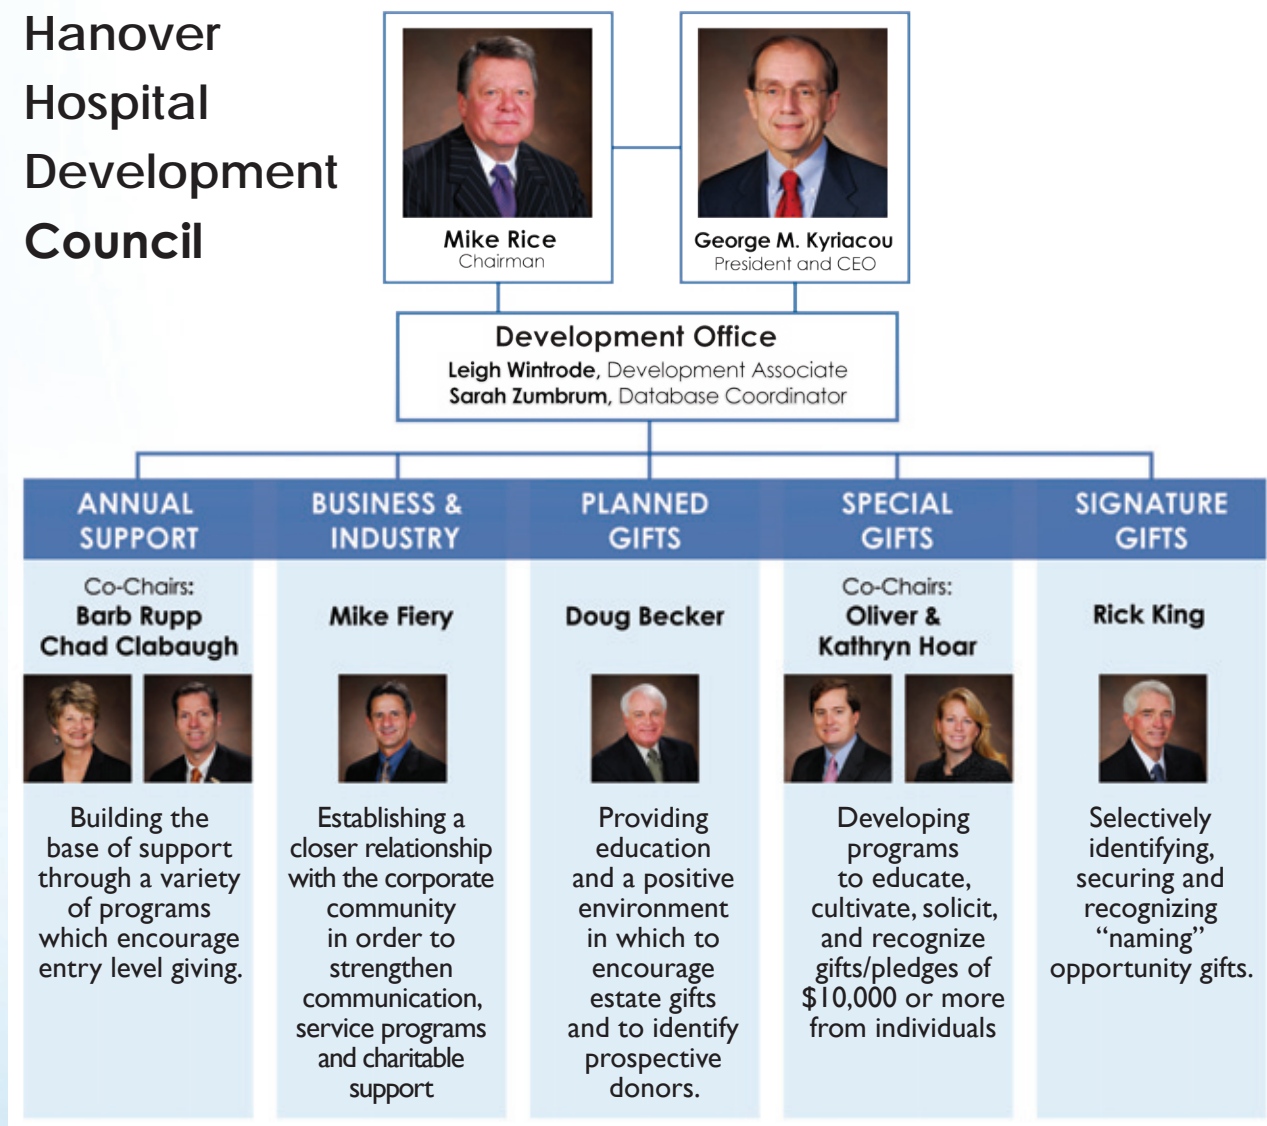 Hanover
Hospital
Development
Council
Mike Rice
Chairman
George M. Kyriacou
President and CEO
Development Office
Leigh Wintrode, Development Associate
Sarah Zumbrum, Database Coordinator
ANNUAL
SUPPORT
Co-Chairs:
Barb Rupp
Chad Clabaugh
Building the
base of support
through a variety
of programs
which encourage
entry level giving.
BUSINESS &
INDUSTRY
Mike Fiery
Establishing a
closer relationship
with the corporate
community
in order to
strengthen
communication,
service programs
and charitable
support
PLANNED
GIFTS
Doug Becker
Providing
education
and a positive
environment
in which to
encourage
estate gifts
and to identify
prospective
donors.
SPECIAL
GIFTS
Co-Chairs:
Oliver &
Kathryn Hoar
Developing
programs
to educate,
cultivate, solicit,
and recognize
gifts/pledges of
$10,000 or more
from individuals
SIGNATURE
GIFTS
Rick King
Selectively
identifying,
securing and
recognizing
“naming”
opportunity gifts.